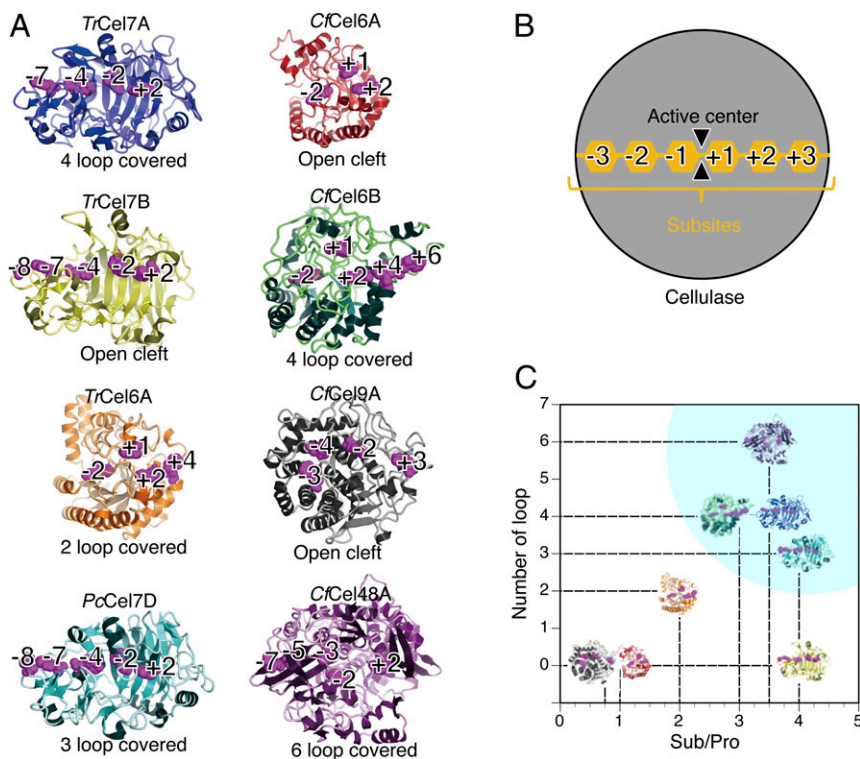 A
TrCel7A
-7 -4 -2 +2
4 loop covered
CfCel6A
+1
-2 +2
Open cleft
TrCel7B
-8 -7 -4 -2 +2
Open cleft
CfCel6B
+1 +6
-2 +2 +4
4 loop covered
TrCel6A
+1
-2 +2 +4
2 loop covered
CfCel9A
-4 -2
-3 +3
Open cleft
PcCel7D
-8 -7 -4 -2 +2
3 loop covered
CfCel48A
-7 -5 -3 +2
-2
6 loop covered
B
Active center
-3 -2 -1 +1 +2 +3
Subsites
Cellulase
C
Number of loop
7
6
5
4
3
2
1
0
0 1 2 3 4 5
Sub/Pro